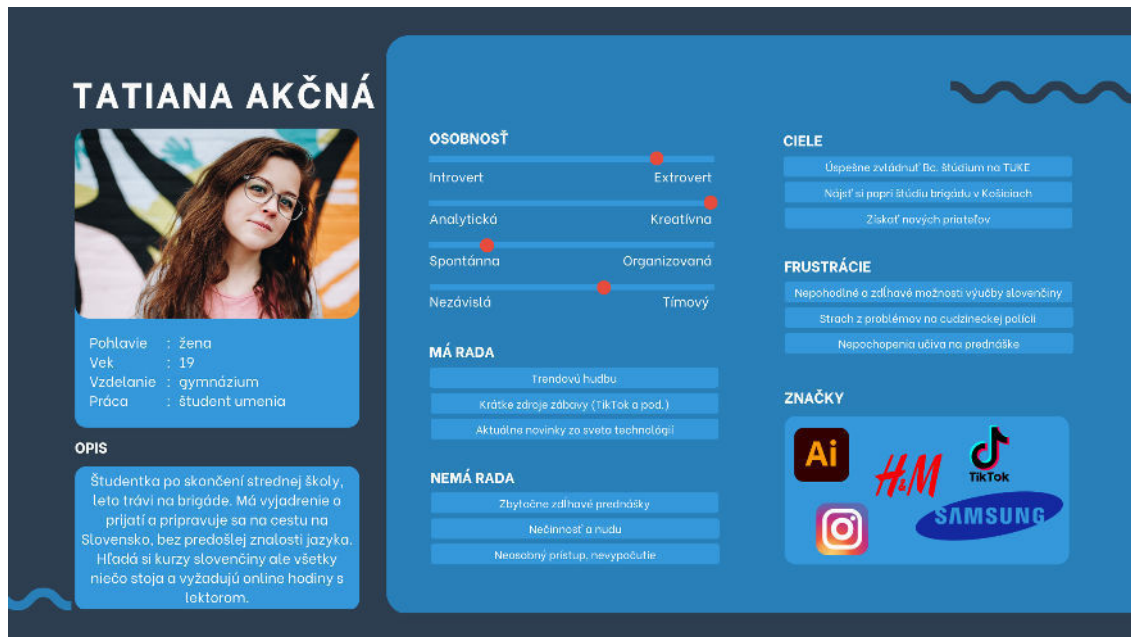 TATIANA AKČNÁ
Pohlavie : žena
Vek : 19
Vzdelanie : gymnázium
Práca : študent umenia
OPIS
Študentka po skončení strednej školy,
leto trávi na brigáde. Má vyjadrenie o
prijatí a pripravuje sa na cestu na
Slovensko, bez predošlej znalosti jazyka.
Hľadá si kurzy slovenčiny ale všetky
niečo stoja a vyžadujú online hodiny s
lektorom.
OSOBNOSŤ
Introvert Extrovert
Analytická Kreatívna
Spontánna Organizovaná
Nezávislá Tímový
MÁ RADA
Trendovú hudbu
Krátke zdroje zábavy (TikTok a pod.)
Aktuálne novinky zo sveta technológií
NEMÁ RADA
Zbytočne zdĺhavé prednášky
Nečinnosť a nudu
Neosobný prístup, nevypočutie
CIELE
Úspešne zvládnuť Bc. štúdium na TUKE
Nájsť si popri štúdiu brigádu v Košiciach
Získať nových priateľov
FRUSTRÁCIE
Nepohodlné a zdĺhavé možnosti výučby slovenčiny
Strach z problémov na cudzineckej polícii
Nepochopenia učiva na prednáške
ZNAČKY
Ai
H&M
TikTok
SAMSUNG